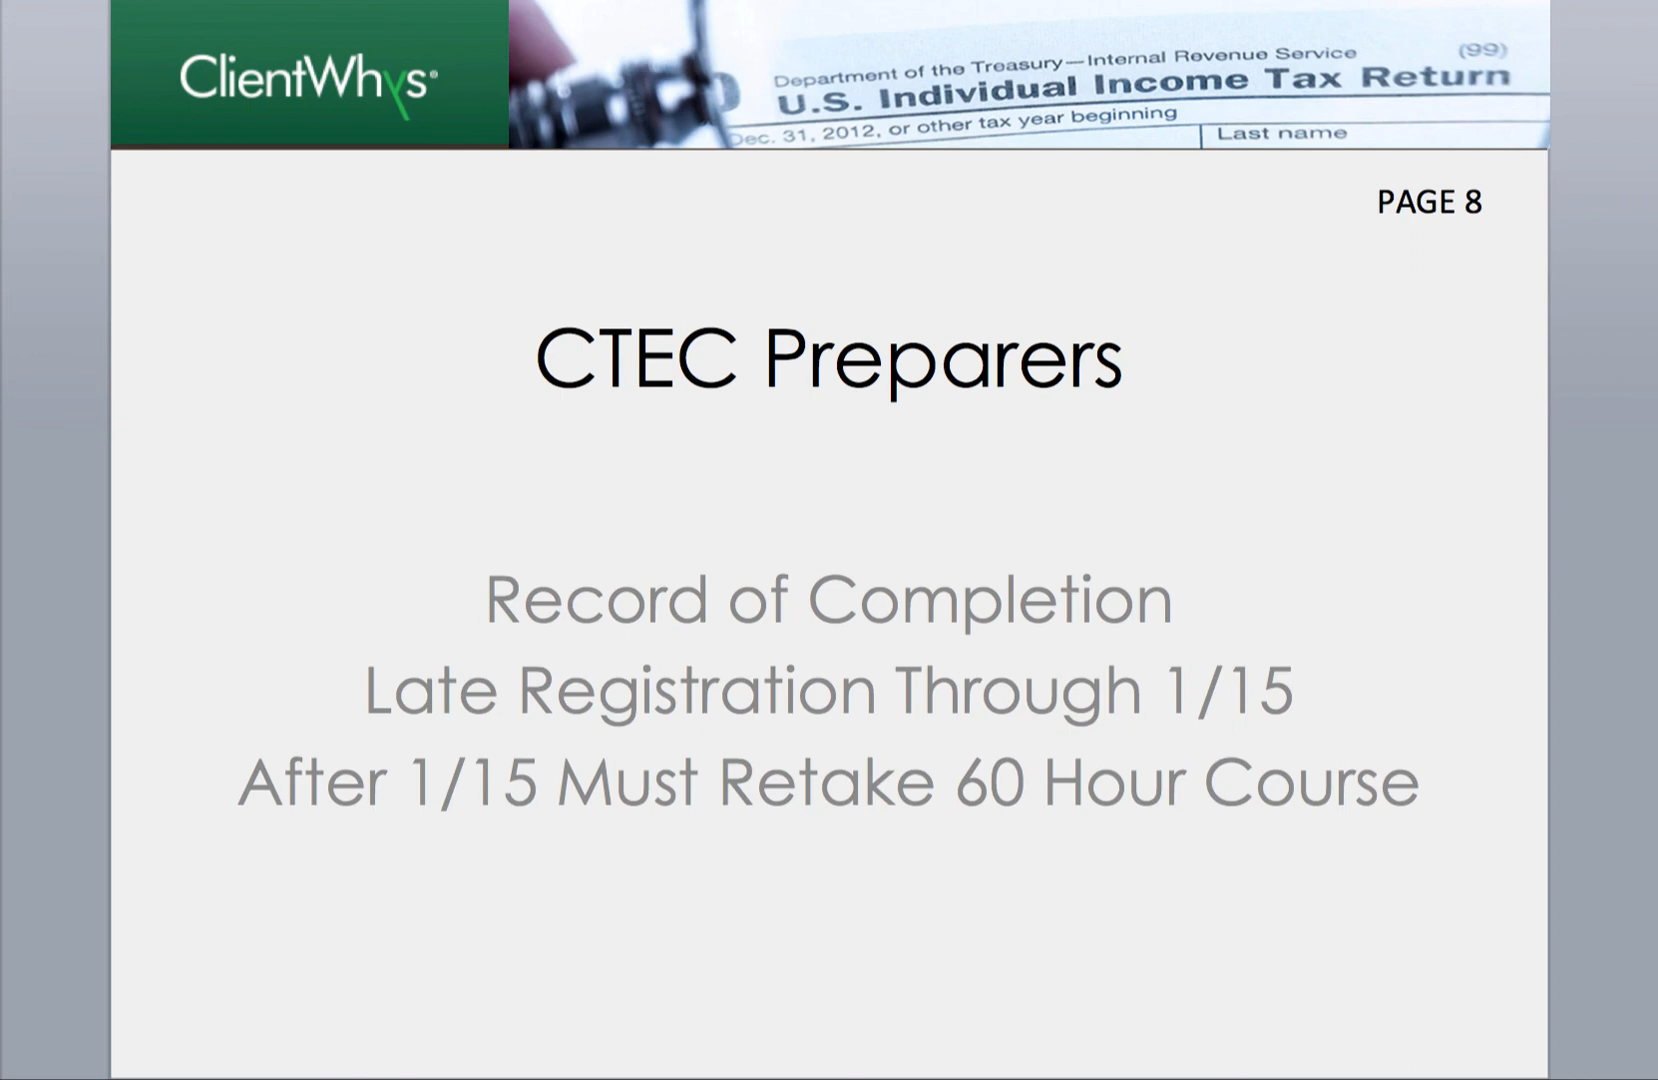 ClientWhys®
Department of the Treasury—Internal Revenue Service (99)
U.S. Individual Income Tax Return
Dec. 31, 2012, or other tax year beginning
Last name
PAGE 8
CTEC Preparers
Record of Completion
Late Registration Through 1/15
After 1/15 Must Retake 60 Hour Course